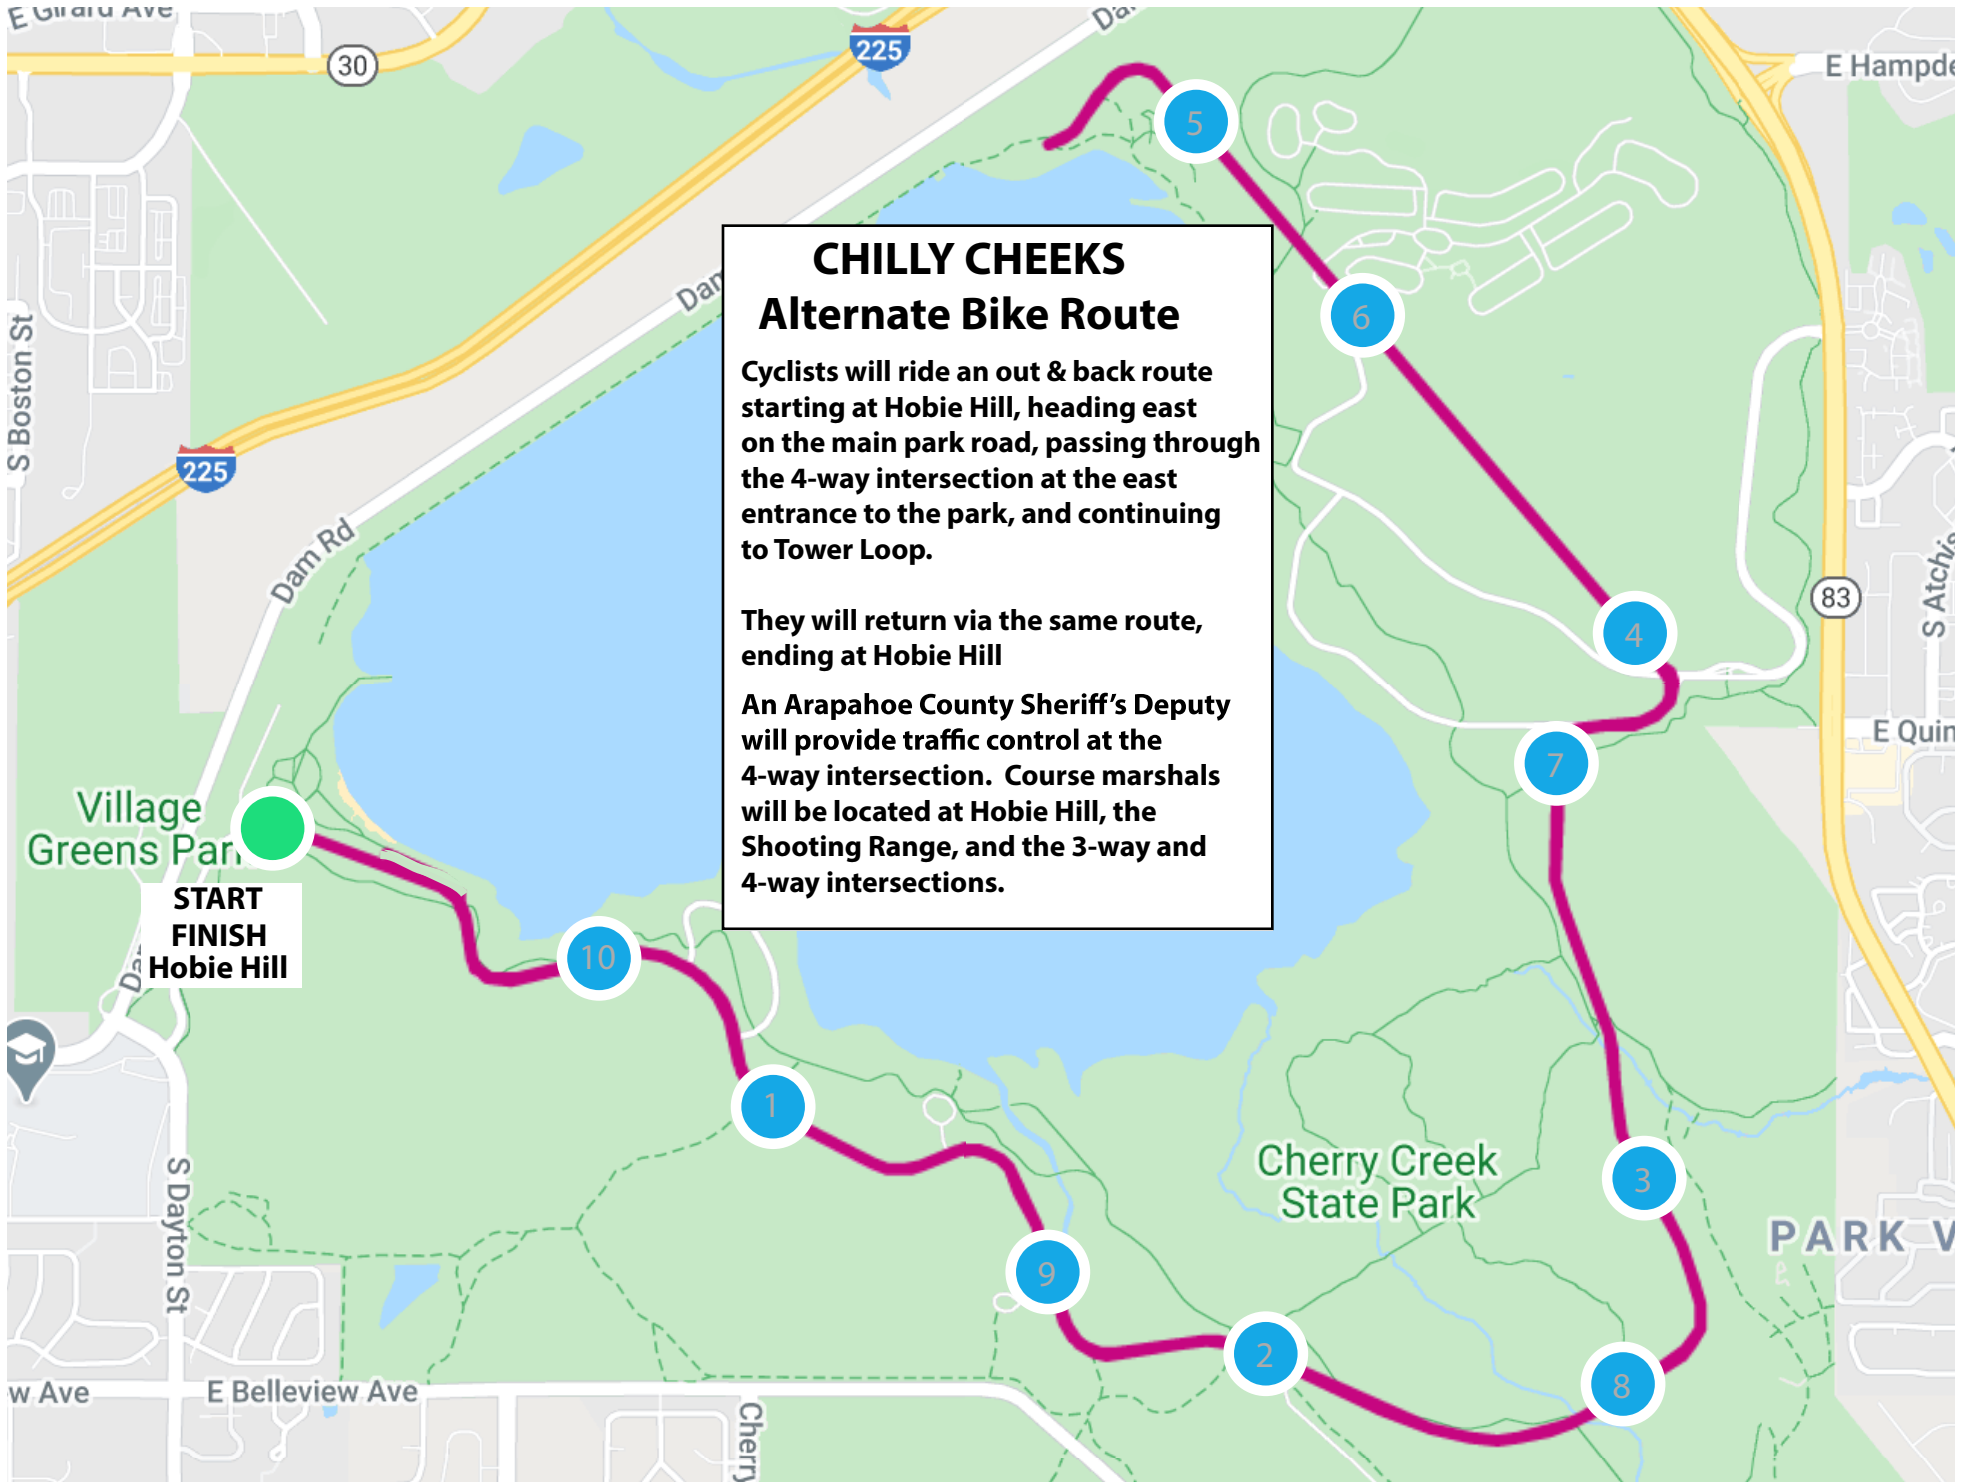 E Girard Ave
30
225
E Hampde
5
CHILLY CHEEKS
Alternate Bike Route
Cyclists will ride an out & back route
starting at Hobie Hill, heading east
on the main park road, passing through
the 4-way intersection at the east
entrance to the park, and continuing
to Tower Loop.
They will return via the same route,
ending at Hobie Hill
An Arapahoe County Sheriff's Deputy
will provide traffic control at the
4-way intersection.  Course marshals
will be located at Hobie Hill, the
Shooting Range, and the 3-way and
4-way intersections.
6
S Boston St
225
Dam Rd
83
S Atchis
4
E Quin
7
Village
Greens Par
START
FINISH
Hobie Hill
10
1
Cherry Creek
State Park
3
PARK V
S Dayton St
9
2
8
w Ave
E Belleview Ave
Cherry